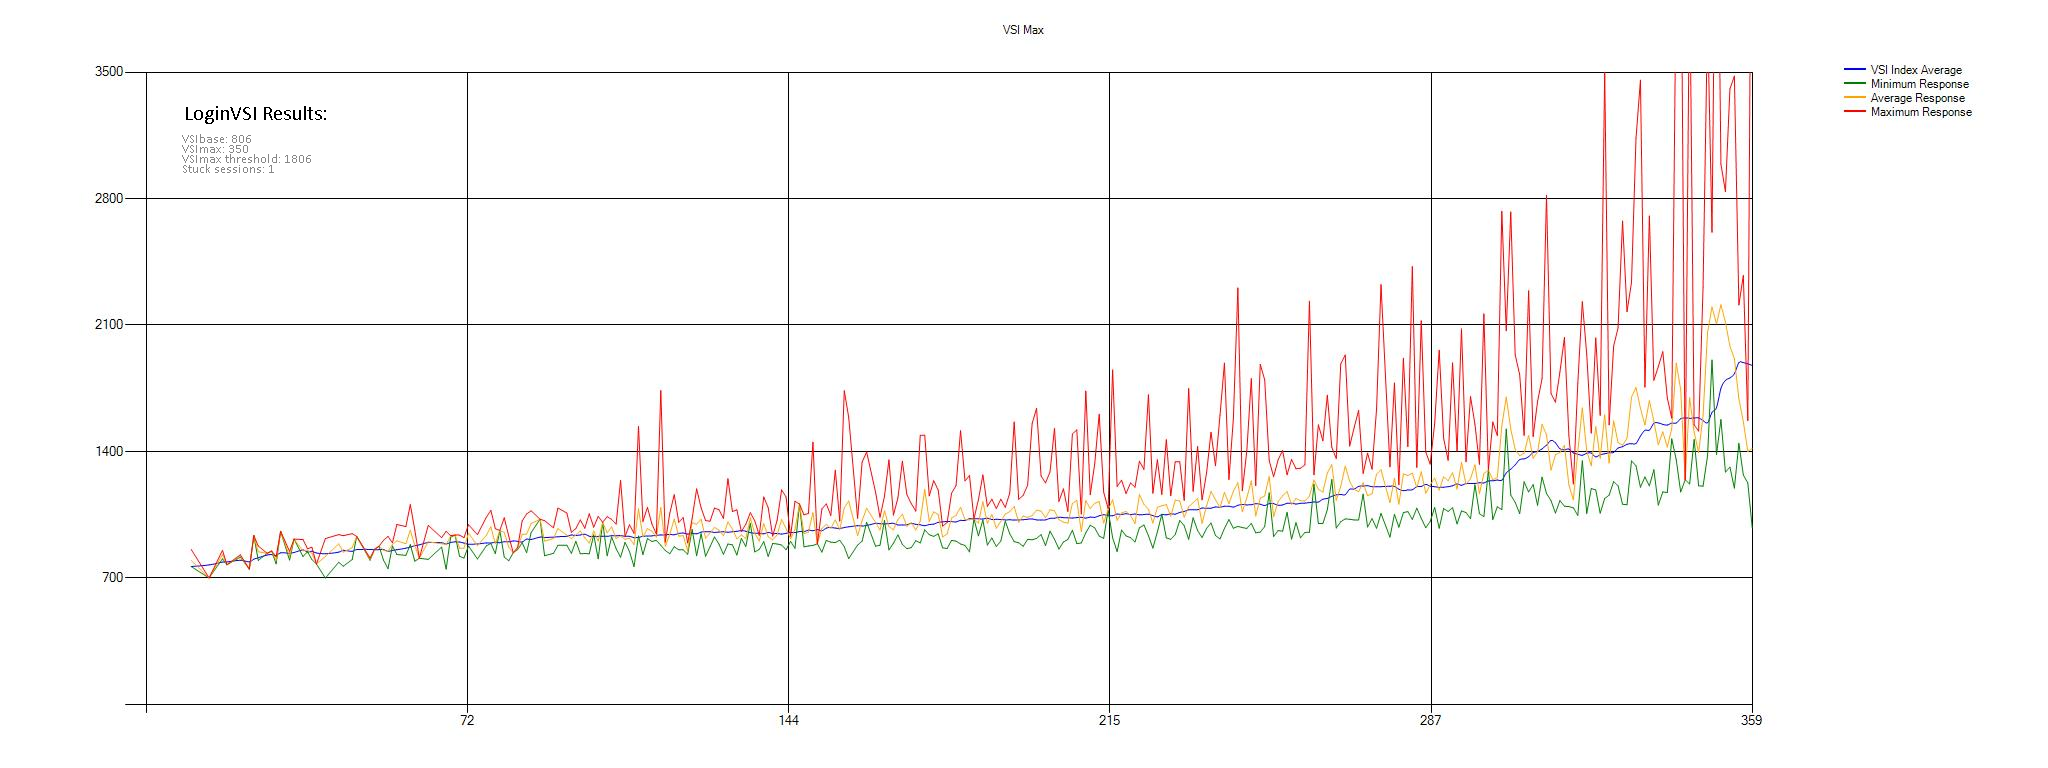 VSI Max
VSI Index Average
Minimum Response
Average Response
Maximum Response
3500
LoginVSI Results:
VSIbase: 806
VSImax: 350
VSImax threshold: 1806
Stuck sessions: 1
2800
2100
1400
700
72 144 215 287 359